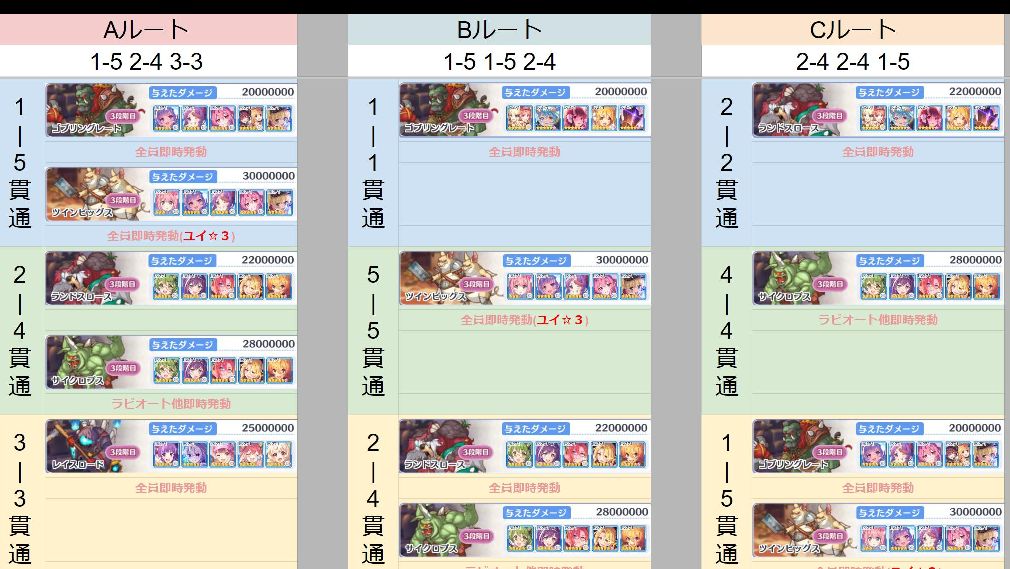 Aルート
1-5 2-4 3-3
1-5貫通
与えたダメージ 20000000
3段階目
ゴブリングレート
全員即時発動
与えたダメージ 30000000
3段階目
ツインピッグス
全員即時発動(ユイ☆3)
2-4貫通
与えたダメージ 22000000
3段階目
ランドスロース
与えたダメージ 28000000
3段階目
サイクロプス
ラビオート他即時発動
3-3貫通
与えたダメージ 25000000
3段階目
レイスロード
全員即時発動
Bルート
1-5 1-5 2-4
1-1貫通
与えたダメージ 20000000
3段階目
ゴブリングレート
全員即時発動
5-5貫通
与えたダメージ 30000000
3段階目
ツインピッグス
全員即時発動(ユイ☆3)
2-4貫通
与えたダメージ 22000000
3段階目
ランドスロース
全員即時発動
与えたダメージ 28000000
3段階目
サイクロプス
Cルート
2-4 2-4 1-5
2-2貫通
与えたダメージ 22000000
3段階目
ランドスロース
全員即時発動
4-4貫通
与えたダメージ 28000000
3段階目
サイクロプス
ラビオート他即時発動
1-5貫通
与えたダメージ 20000000
3段階目
ゴブリングレート
全員即時発動
与えたダメージ 30000000
3段階目
ツインピッグス